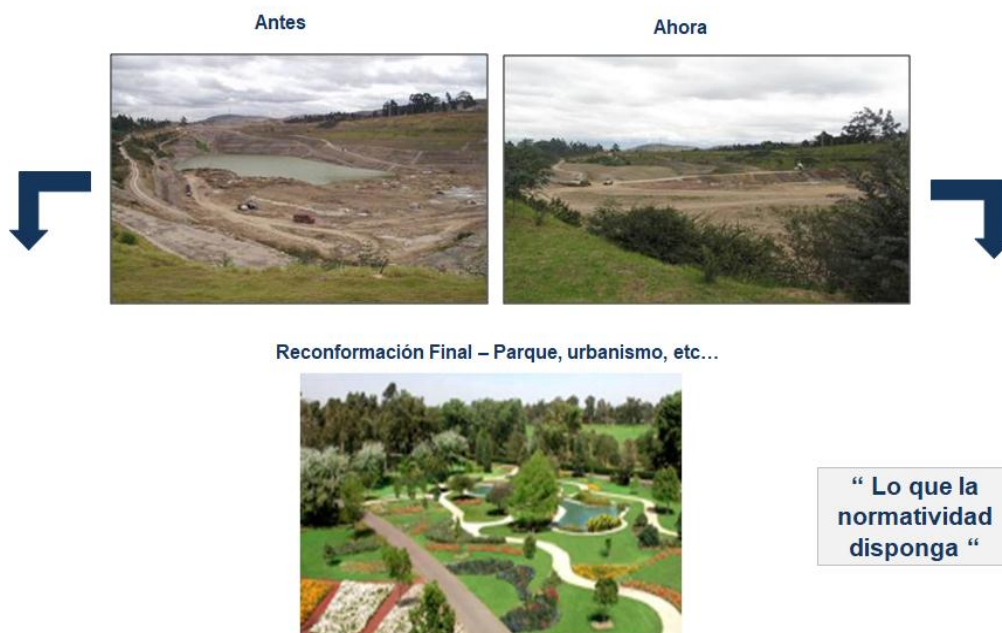 Antes
Ahora
Reconformación Final – Parque, urbanismo, etc…
“ Lo que la
normatividad
disponga “